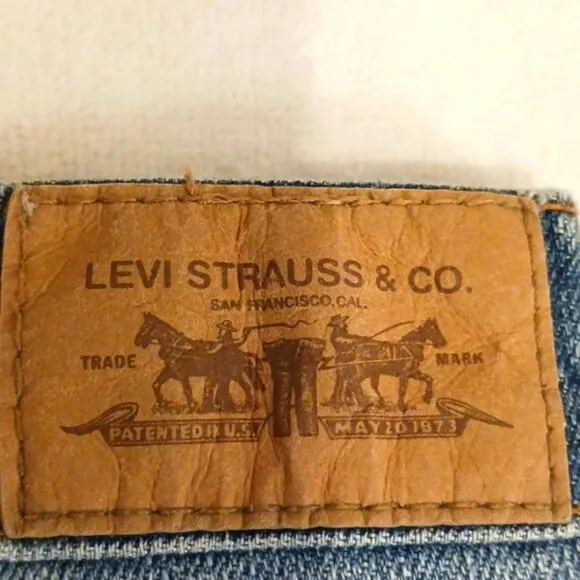 LEVI STRAUSS & CO.
SAN FRANCISCO, CAL.
TRADE MARK
PATENTED IN U.S. MAY 20 1873